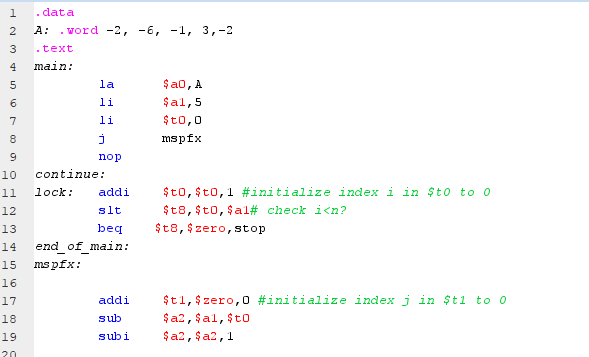 1 .data
2 A: .word -2, -6, -1, 3,-2
3 .text
4 main:
5 la $a0,A
6 li $a1,5
7 li $t0,0
8 j mspfx
9 nop
10 continue:
11 lock: addi $t0,$t0,1 #initialize index i in $t0 to 0
12 slt $t8,$t0,$a1# check i<n?
13 beq $t8,$zero,stop
14 end_of_main:
15 mspfx:
16
17 addi $t1,$zero,0 #initialize index j in $t1 to 0
18 sub $a2,$a1,$t0
19 subi $a2,$a2,1
20